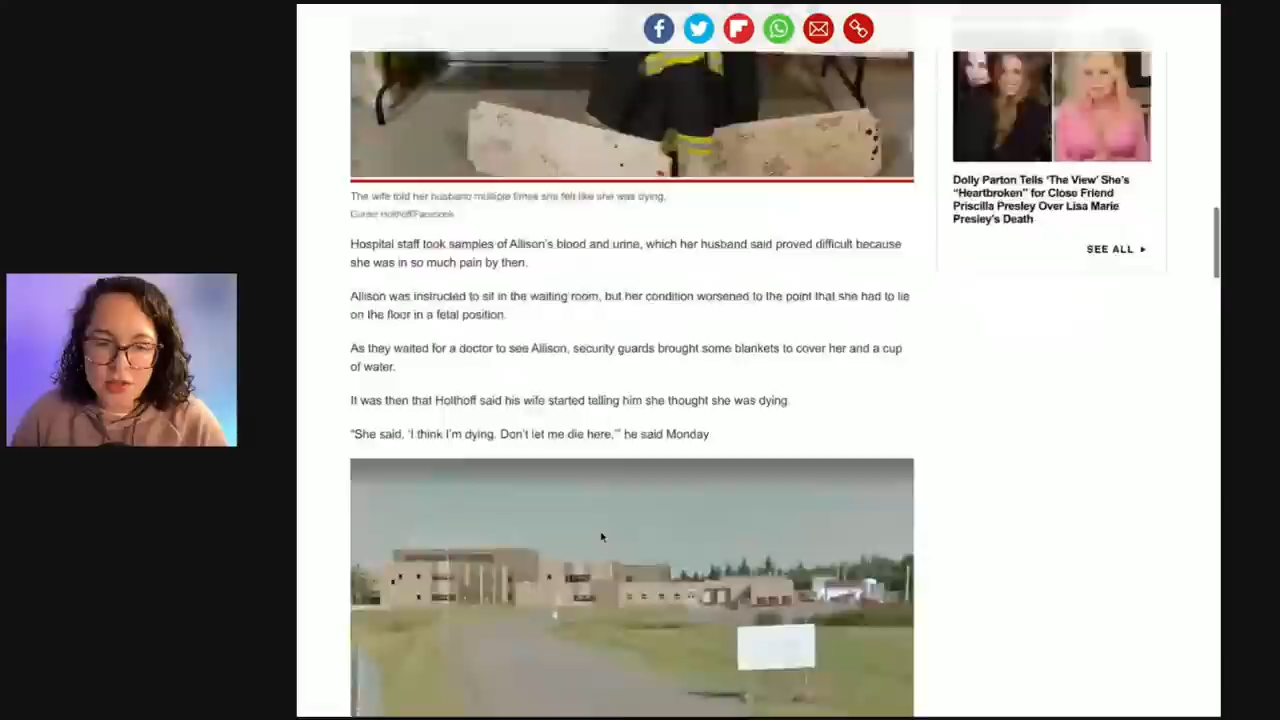 The wife told her husband multiple times she felt like she was dying.
Gunter Holthoff/Facebook
Hospital staff took samples of Allison's blood and urine, which her husband said proved difficult because
she was in so much pain by then.
Allison was instructed to sit in the waiting room, but her condition worsened to the point that she had to lie
on the floor in a fetal position.
As they waited for a doctor to see Allison, security guards brought some blankets to cover her and a cup
of water.
It was then that Holthoff said his wife started telling him she thought she was dying.
"She said, 'I think I'm dying. Don't let me die here,'" he said Monday
Dolly Parton Tells 'The View' She's
"Heartbroken" for Close Friend
Priscilla Presley Over Lisa Marie
Presley's Death
SEE ALL